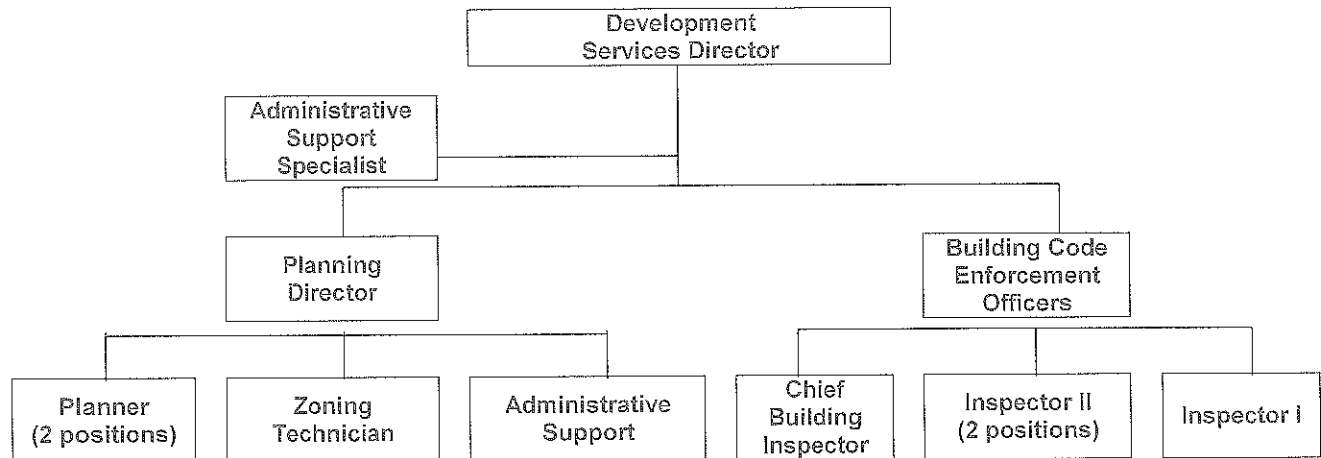 Development
Services Director
Administrative
Support
Specialist
Planning
Director
Building Code
Enforcement
Officers
Planner
(2 positions)
Zoning
Technician
Administrative
Support
Chief
Building
Inspector
Inspector II
(2 positions)
Inspector I